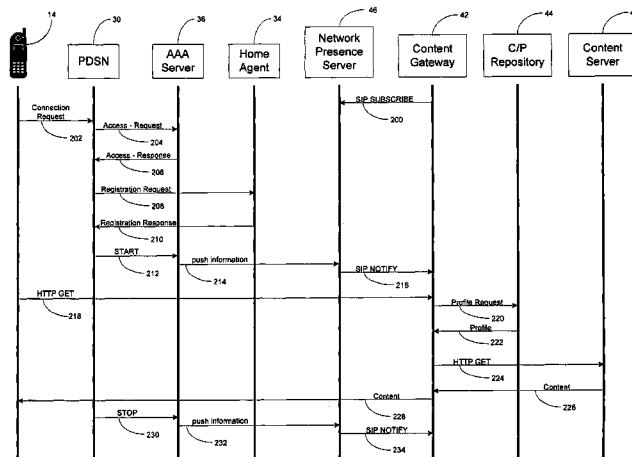 14
30
36
34
46
42
44
4
PDSN
AAA
Server
Home
Agent
Network
Presence
Server
Content
Gateway
C/P
Repository
Content
Server
SIP SUBSCRIBE
200
Connection
Request
202
Access - Request
204
Access - Response
206
Registration Request
208
Registration Response
210
START
212
push information
214
SIP NOTIFY
216
HTTP GET
218
Profile Request
220
Profile
222
HTTP GET
224
Content
226
Content
228
STOP
230
push information
232
SIP NOTIFY
234